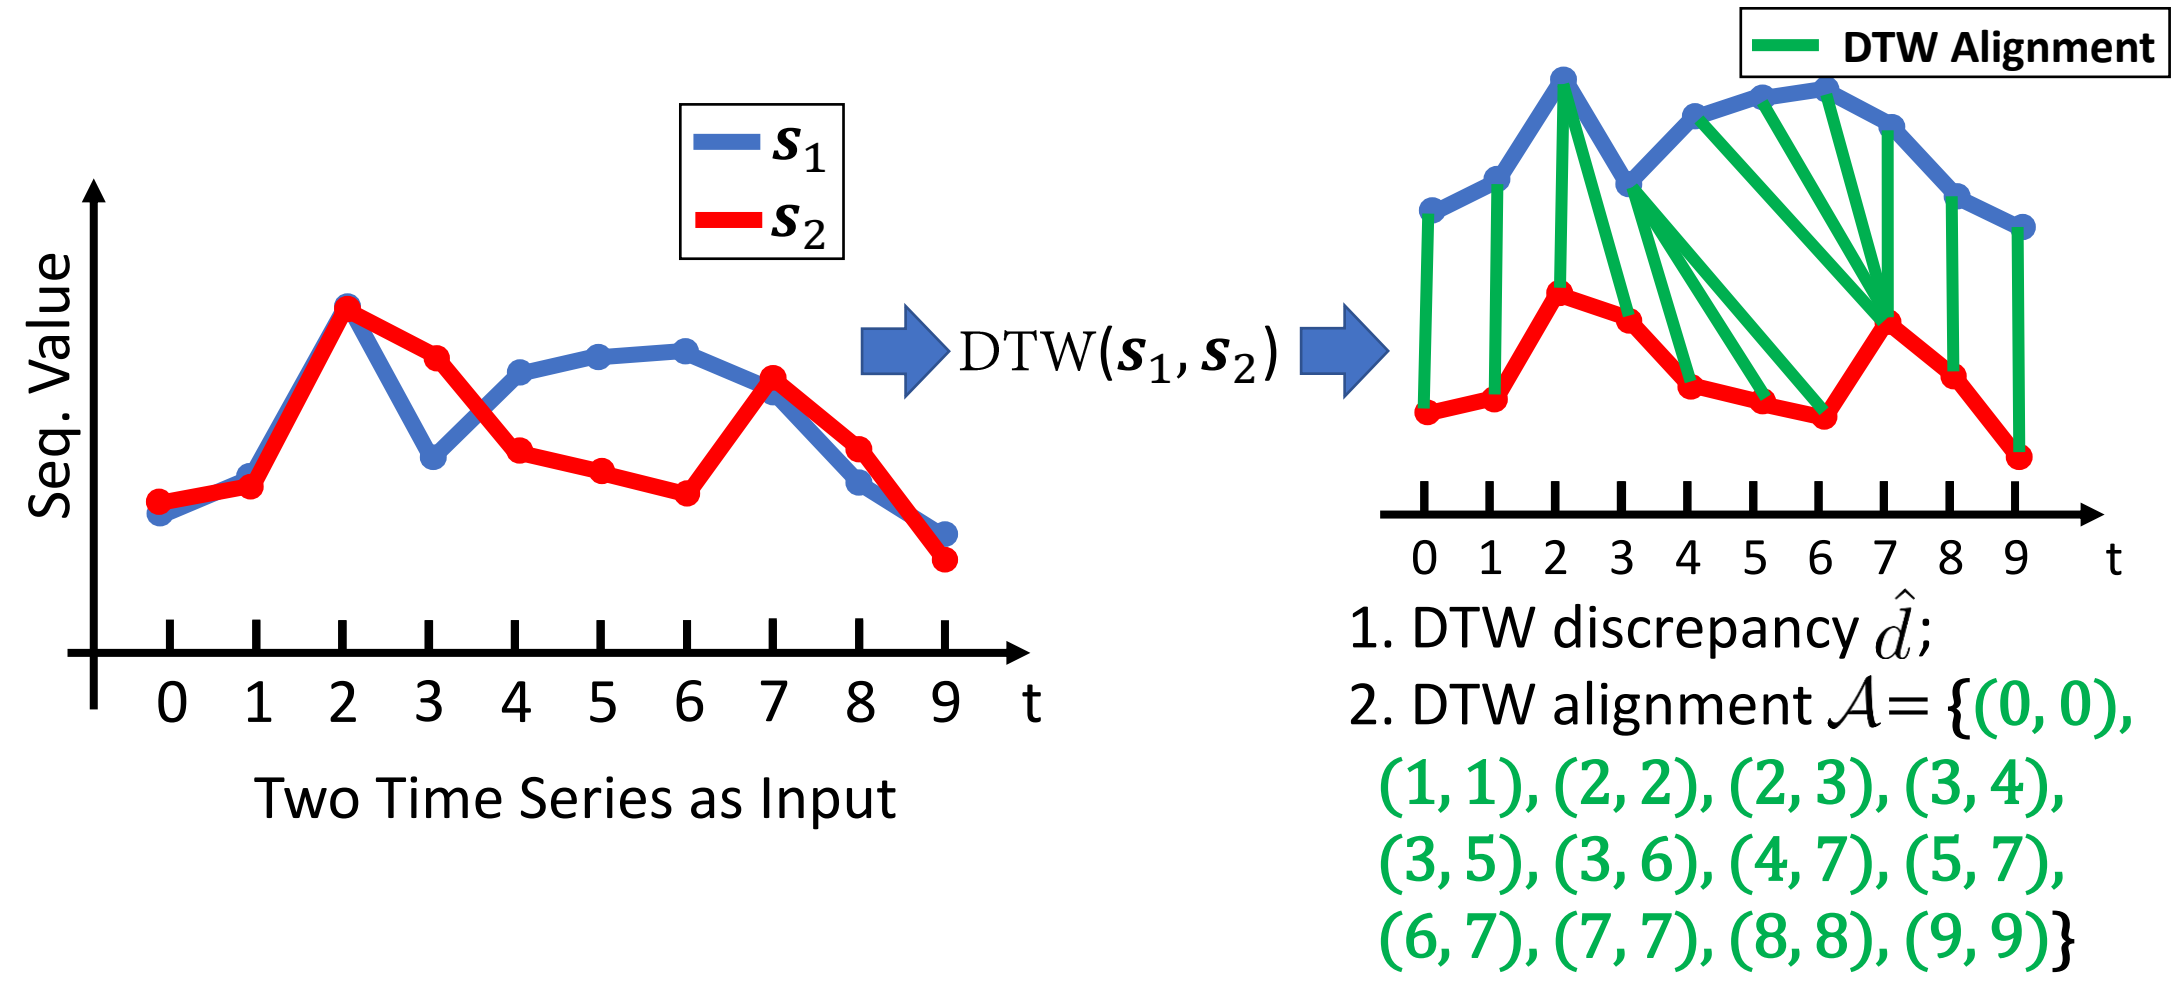 DTW Alignment
s1
s2
Seq. Value
0 1 2 3 4 5 6 7 8 9 t
Two Time Series as Input
DTW(s1, s2)
0 1 2 3 4 5 6 7 8 9 t
1. DTW discrepancy d̂;
2. DTW alignment 𝒜= {(0, 0),
(1, 1), (2, 2), (2, 3), (3, 4),
(3, 5), (3, 6), (4, 7), (5, 7),
(6, 7), (7, 7), (8, 8), (9, 9)}